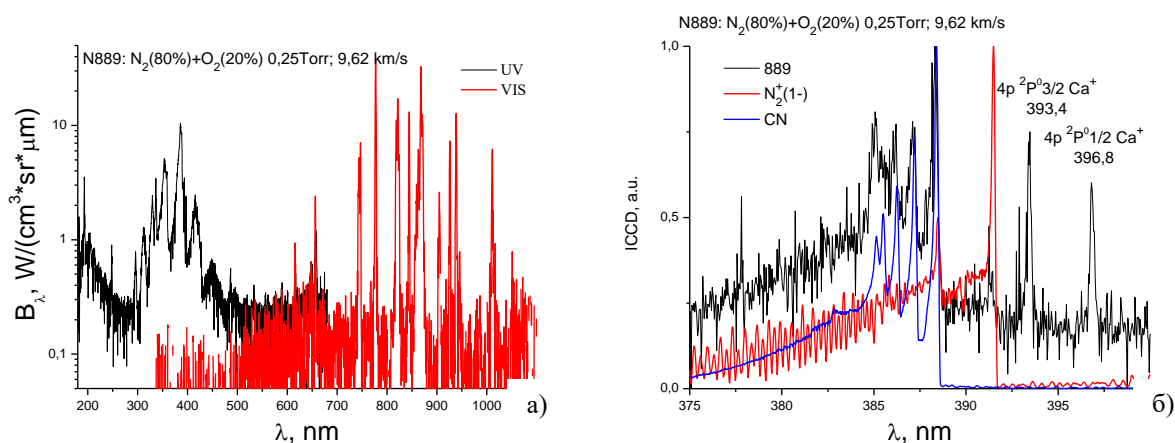 N889: N₂(80%)+O₂(20%) 0,25Torr; 9,62 km/s
UV
VIS
10
1
0,1
B_λ, W/(cm³*sr*µm)
200 300 400 500 600 700 800 900 1000
λ, nm
а)
N889: N₂(80%)+O₂(20%) 0,25Torr; 9,62 km/s
1,0
0,5
0,0
ICCD, a.u.
889
N₂⁺(1-)
CN
4p ²P⁰3/2 Ca⁺
393,4
4p ²P⁰1/2 Ca⁺
396,8
375 380 385 390 395
λ, nm
б)